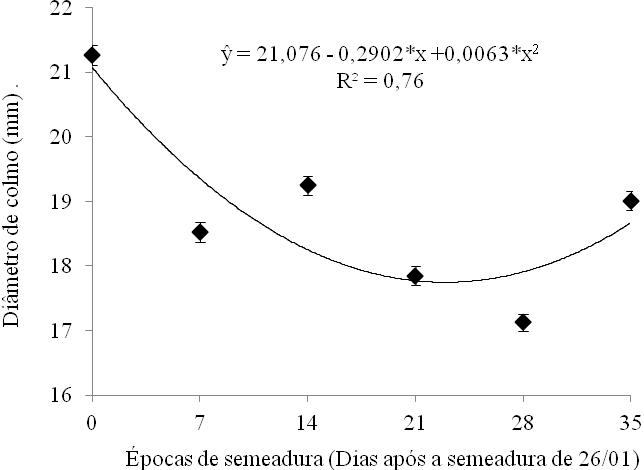 22
ŷ = 21,076 - 0,2902*x +0,0063*x²
R² = 0,76
21
20
19
18
17
16
Diâmetro de colmo (mm) .
0 7 14 21 28 35
Épocas de semeadura (Dias após a semeadura de 26/01)